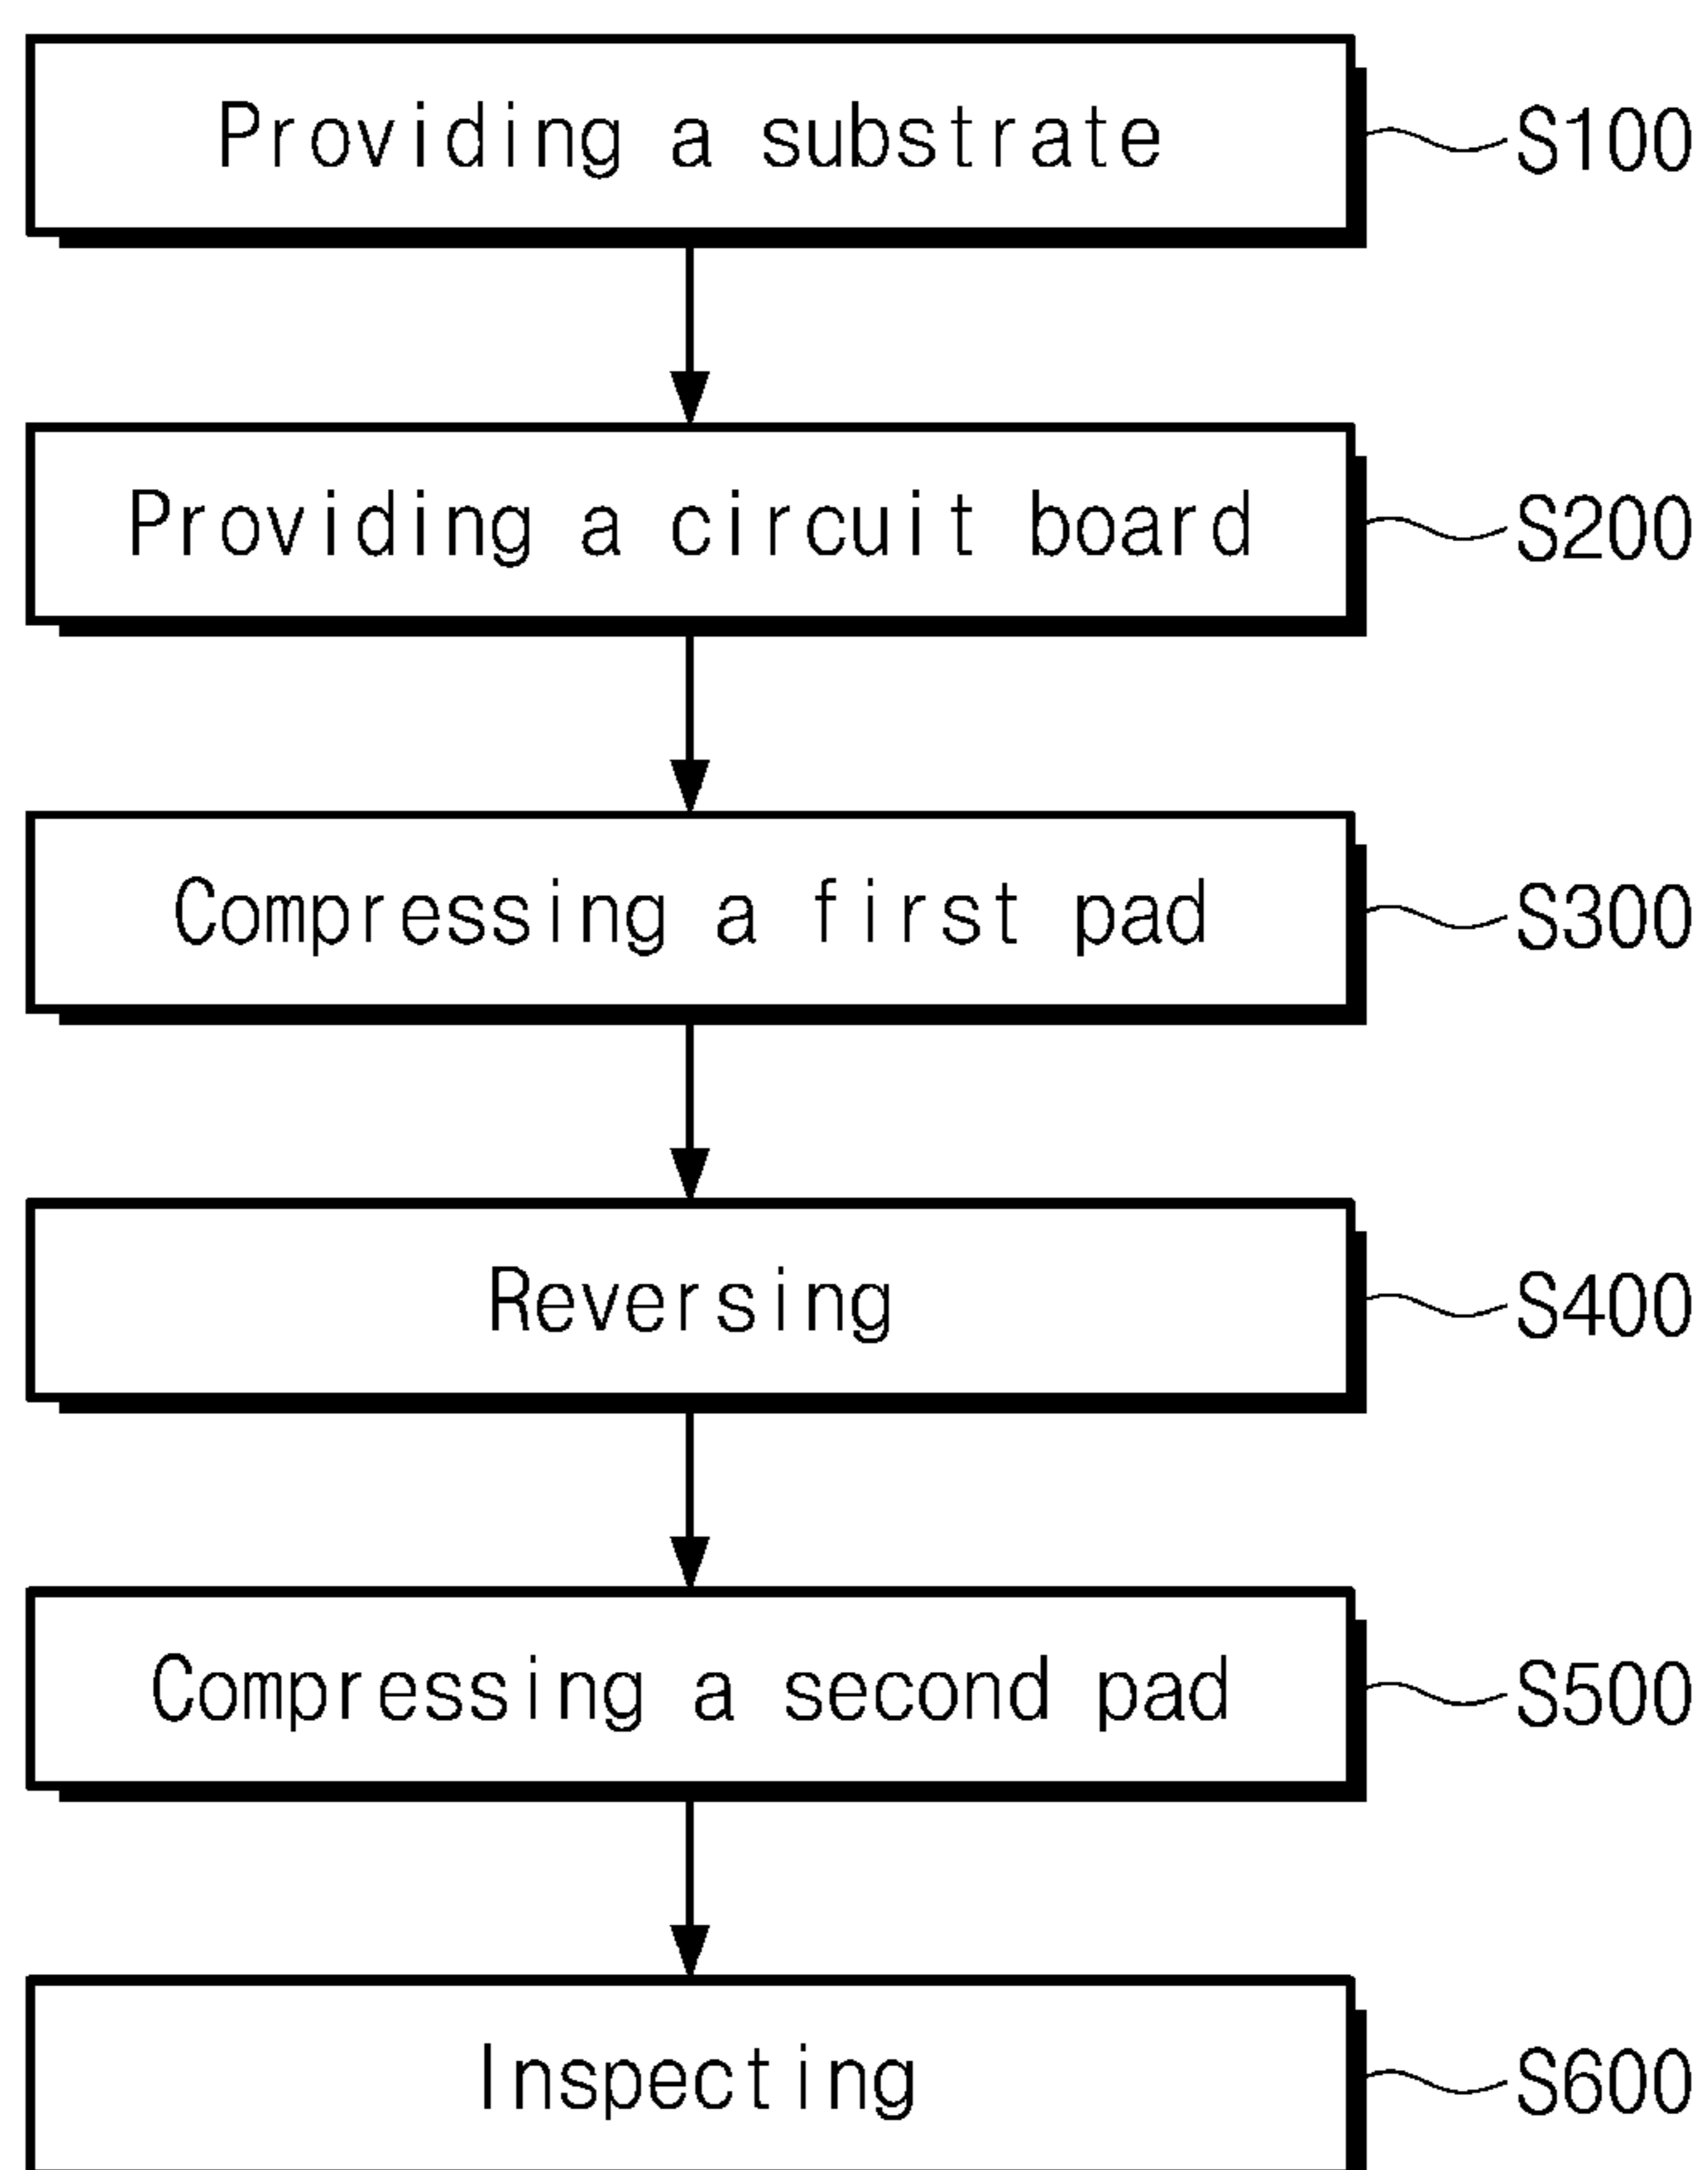 Providing a substrate S100
Providing a circuit board S200
Compressing a first pad S300
Reversing S400
Compressing a second pad S500
Inspecting S600